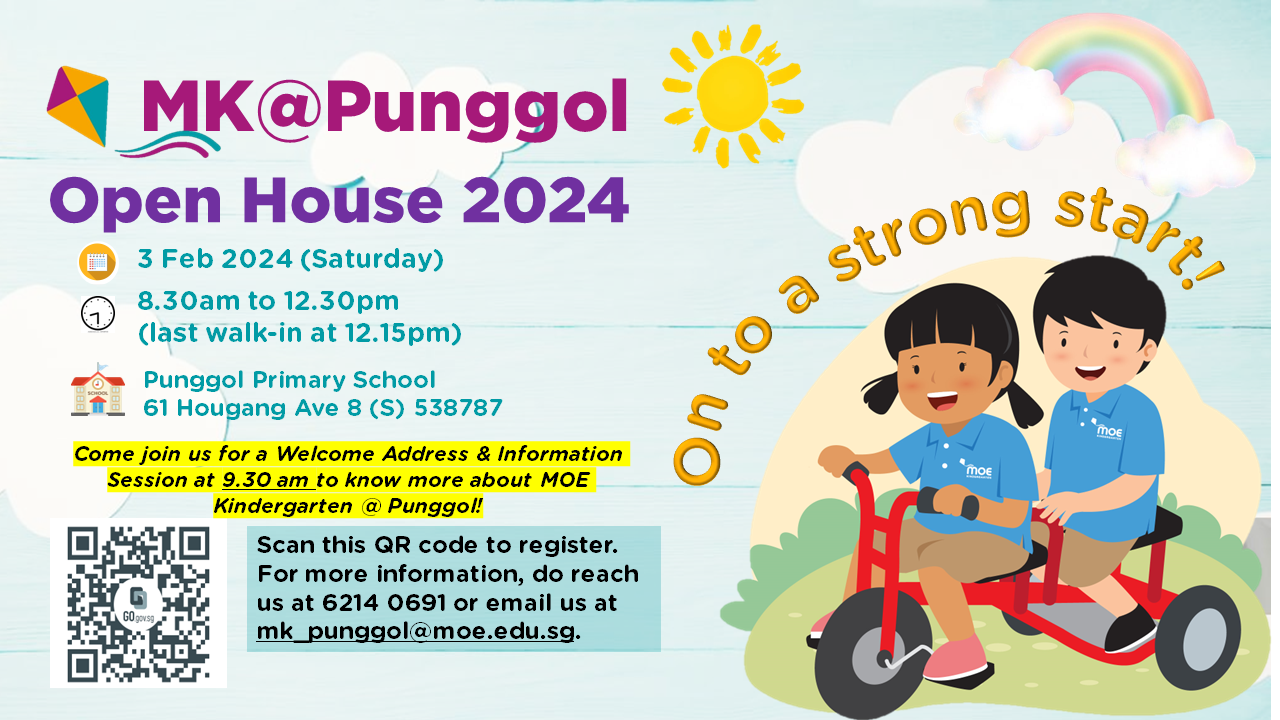 MK@Punggol
Open House 2024
3 Feb 2024 (Saturday)
8.30am to 12.30pm
(last walk-in at 12.15pm)
SCHOOL
Punggol Primary School
61 Hougang Ave 8 (S) 538787
Come join us for a Welcome Address & Information
Session at 9.30 am to know more about MOE
Kindergarten @ Punggol!
GOgov.sg
Scan this QR code to register.
For more information, do reach
us at 6214 0691 or email us at
mk_punggol@moe.edu.sg.
On to a strong start!
MOE
KINDERGARTEN
MOE
KINDERGARTEN